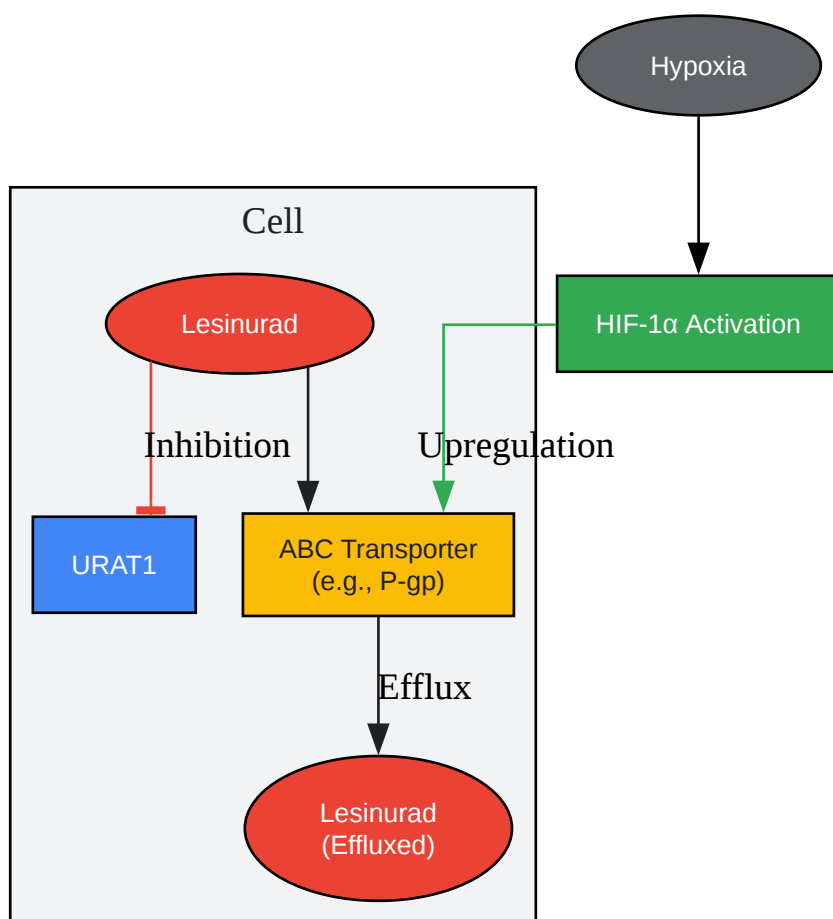 Hypoxia
Cell
Lesinurad
HIF-1α Activation
Inhibition
Upregulation
URAT1
ABC Transporter
(e.g., P-gp)
Efflux
Lesinurad
(Effluxed)